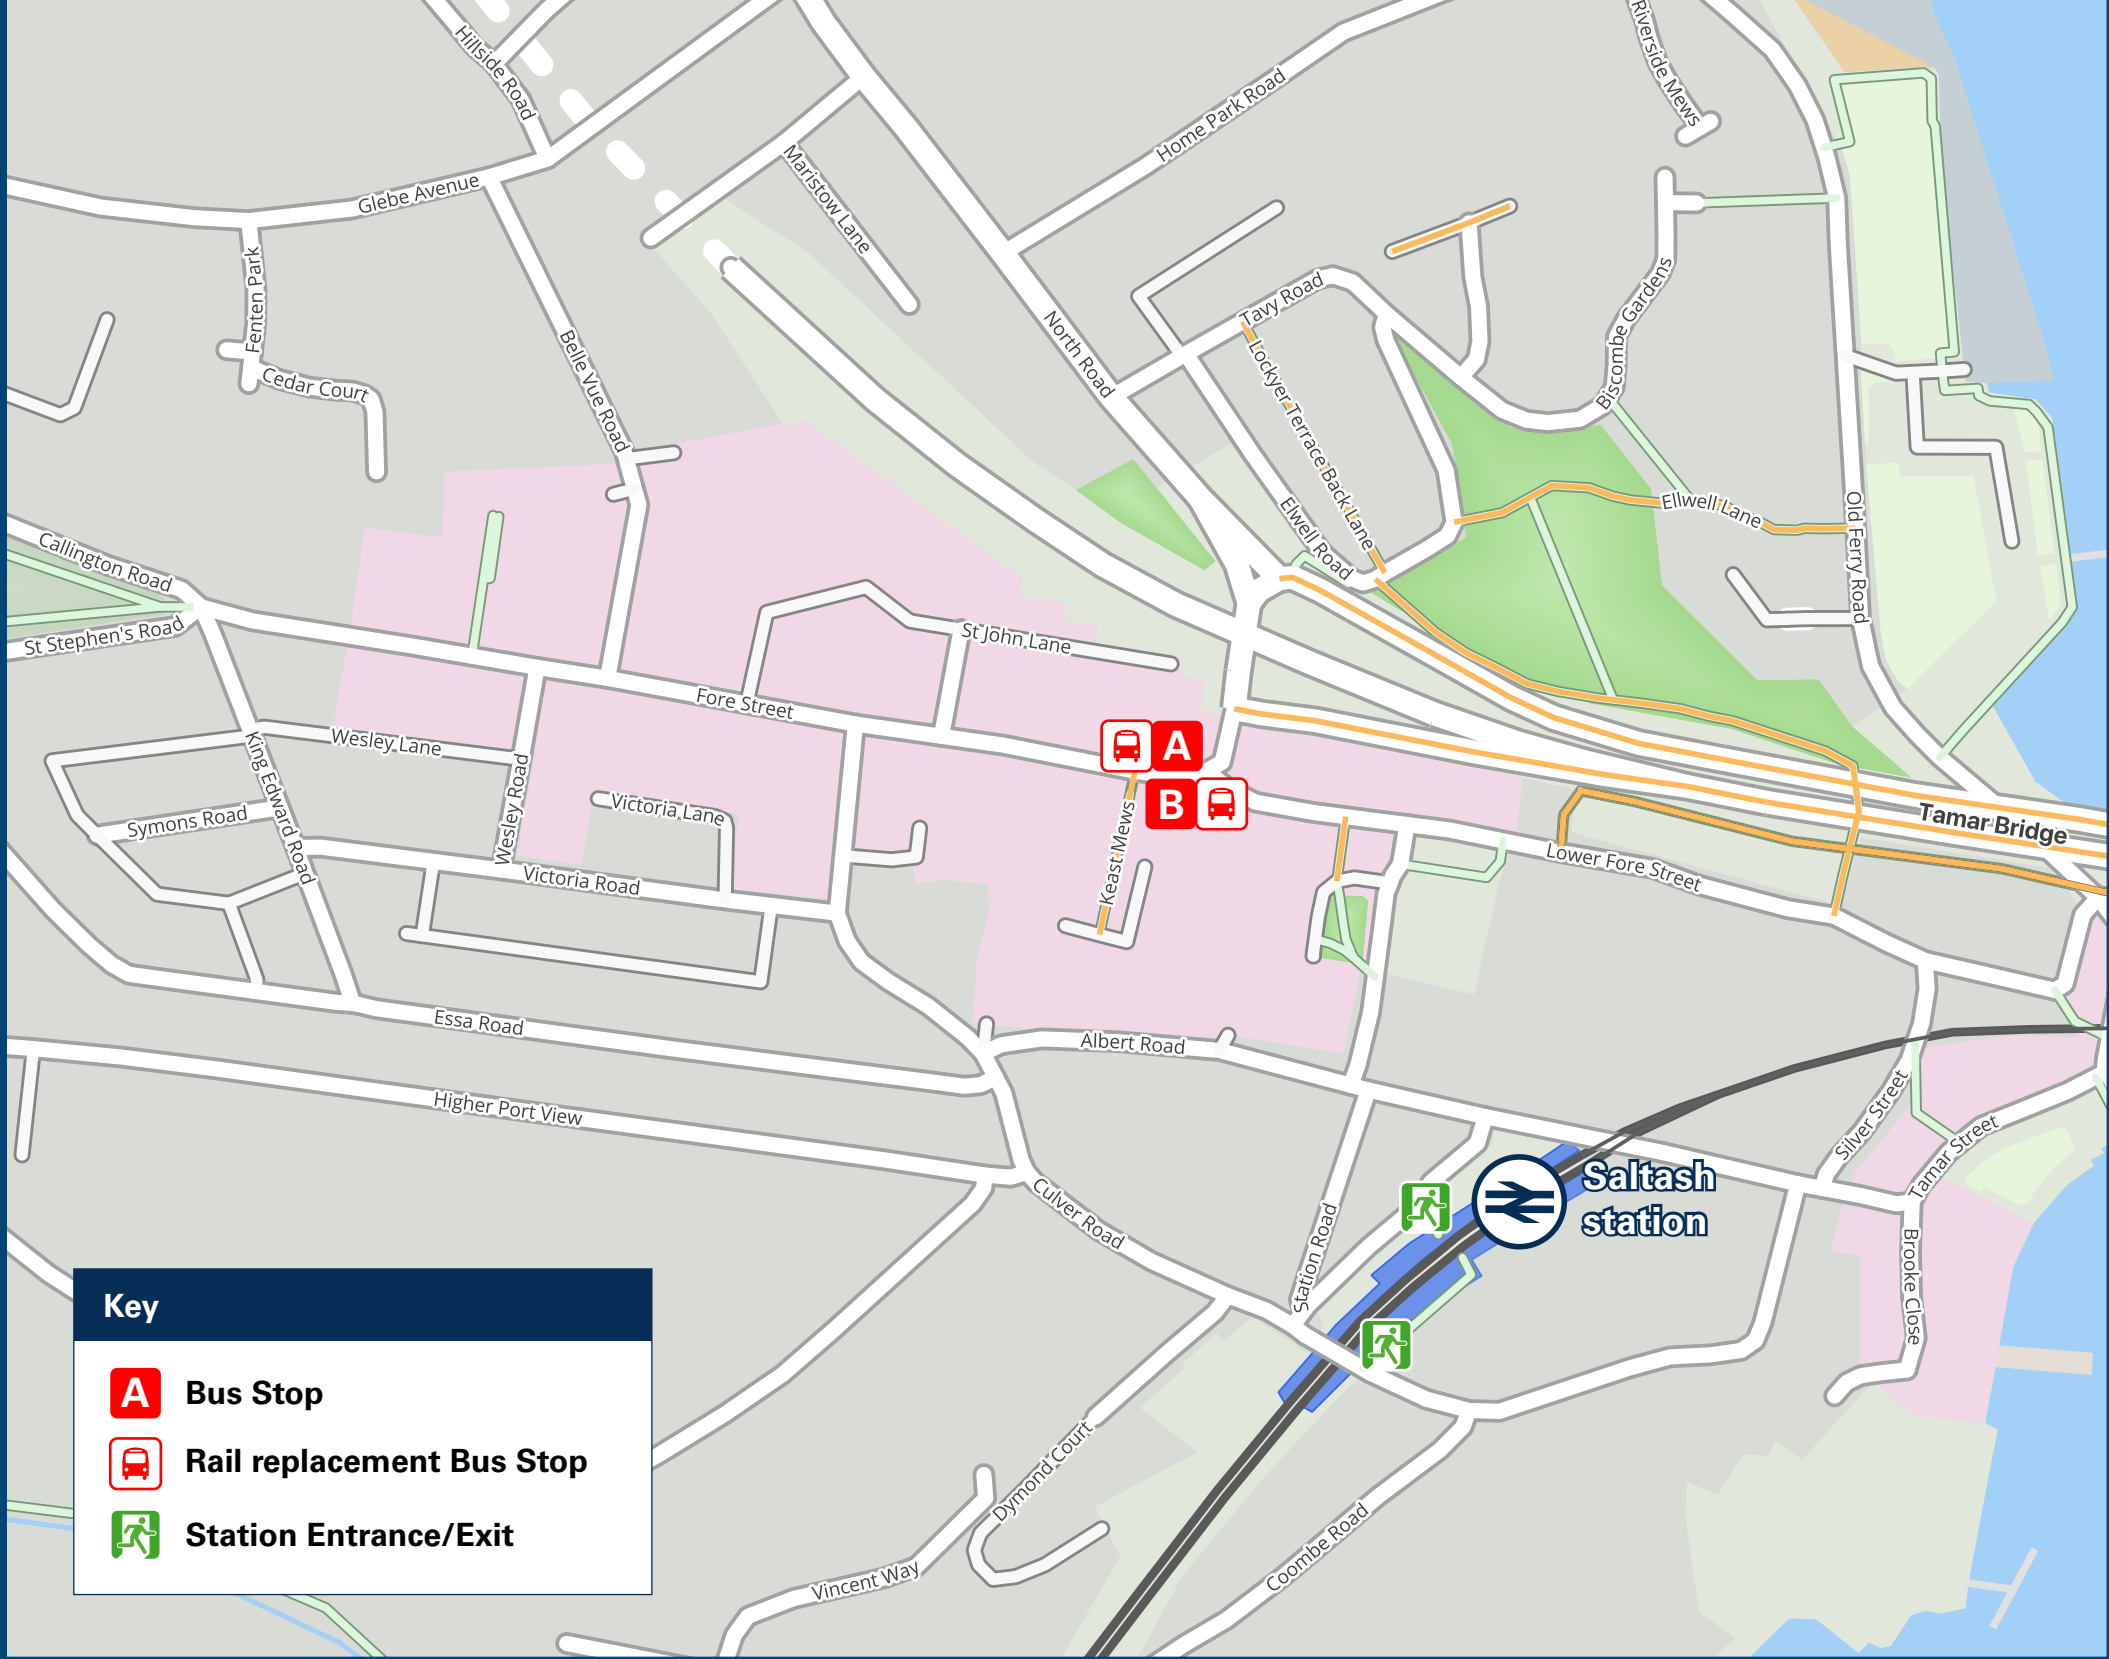 Hillside Road
Riverside Mews
Home Park Road
Maristow Lane
Glebe Avenue
Fenten Park
Cedar Court
Belle Vue Road
North Road
Tavy Road
Lockyer Terrace Back Lane
Biscombe Gardens
Elwell Road
Ellwell Lane
Old Ferry Road
Callington Road
St Stephen's Road
St John Lane
Fore Street
Wesley Lane
King Edward Road
Wesley Road
Symons Road
Victoria Lane
Victoria Road
A
B
Keast Mews
Tamar Bridge
Lower Fore Street
Essa Road
Albert Road
Higher Port View
Silver Street
Tamar Street
Saltash
station
Culver Road
Station Road
Brooke Close
Dymond Court
Coombe Road
Vincent Way
Key
A Bus Stop
Rail replacement Bus Stop
Station Entrance/Exit